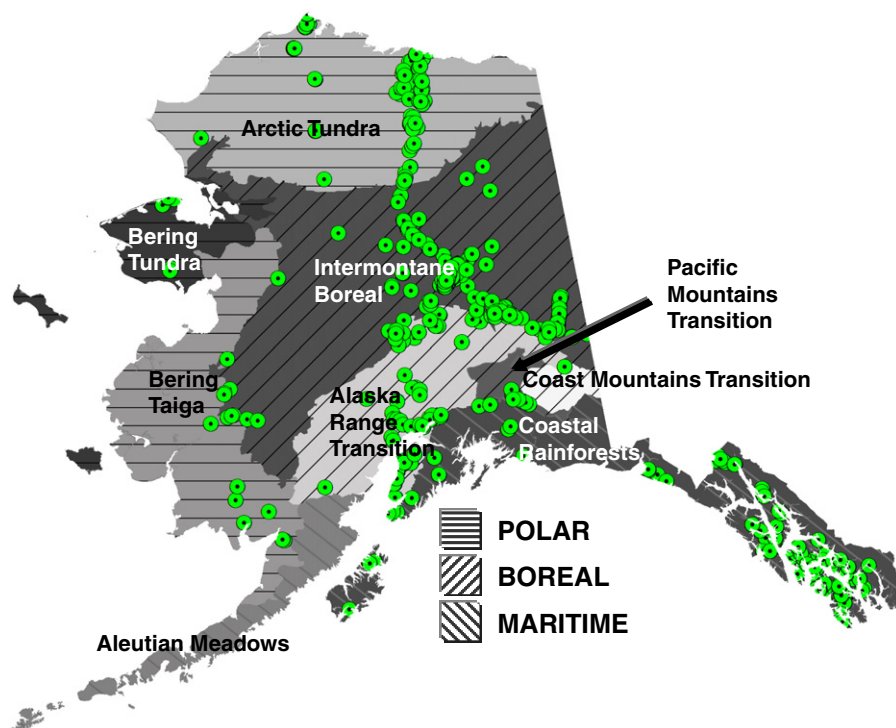 Arctic Tundra
Bering
Tundra
Intermontane
Boreal
Pacific
Mountains
Transition
Bering
Taiga
Alaska
Range
Transition
Coast Mountains Transition
Coastal
Rainforests
POLAR
BOREAL
MARITIME
Aleutian Meadows